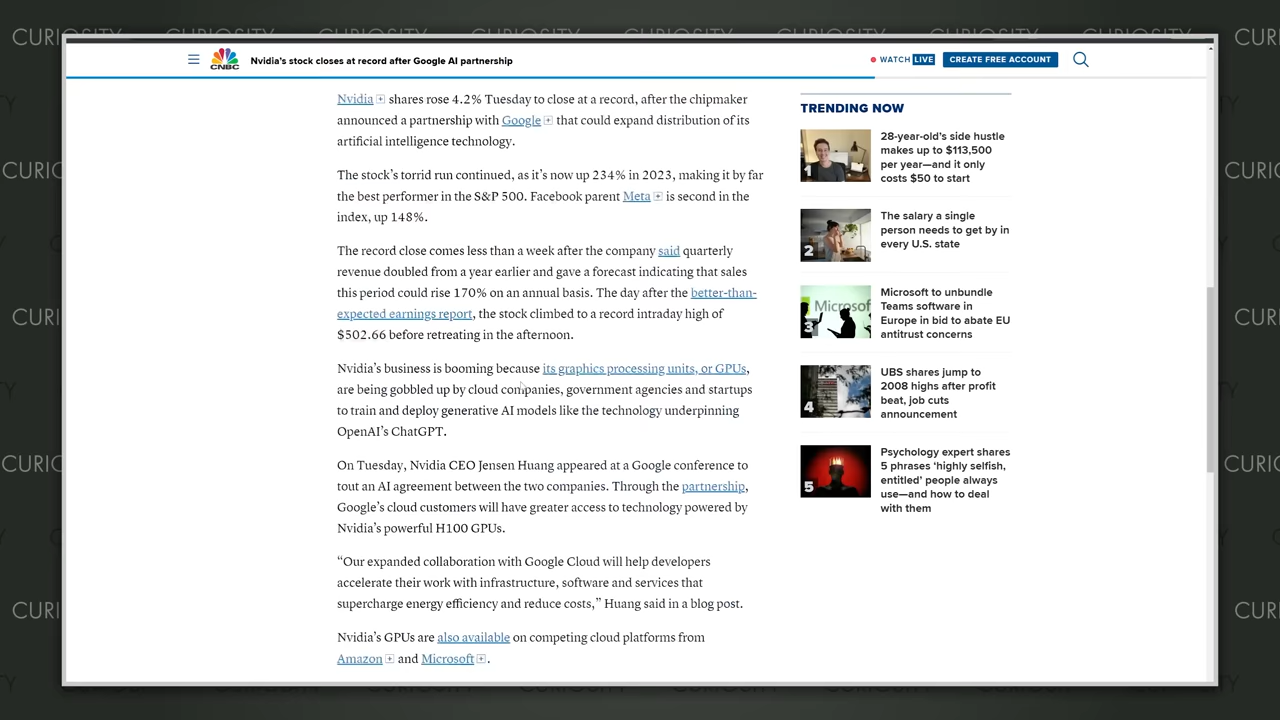 CURIOSITY CURIOSITY CURIOSITY CURIOSITY CURIOSITY
CNBC
Nvidia's stock closes at record after Google AI partnership
WATCH LIVE
CREATE FREE ACCOUNT
Nvidia + shares rose 4.2% Tuesday to close at a record, after the chipmaker
announced a partnership with Google + that could expand distribution of its
artificial intelligence technology.
The stock’s torrid run continued, as it’s now up 234% in 2023, making it by far
the best performer in the S&P 500. Facebook parent Meta + is second in the
index, up 148%.
The record close comes less than a week after the company said quarterly
revenue doubled from a year earlier and gave a forecast indicating that sales
this period could rise 170% on an annual basis. The day after the better-than-
expected earnings report, the stock climbed to a record intraday high of
$502.66 before retreating in the afternoon.
Nvidia’s business is booming because its graphics processing units, or GPUs,
are being gobbled up by cloud companies, government agencies and startups
to train and deploy generative AI models like the technology underpinning
OpenAI’s ChatGPT.
On Tuesday, Nvidia CEO Jensen Huang appeared at a Google conference to
tout an AI agreement between the two companies. Through the partnership,
Google’s cloud customers will have greater access to technology powered by
Nvidia’s powerful H100 GPUs.
“Our expanded collaboration with Google Cloud will help developers
accelerate their work with infrastructure, software and services that
supercharge energy efficiency and reduce costs,” Huang said in a blog post.
Nvidia’s GPUs are also available on competing cloud platforms from
Amazon + and Microsoft + .
TRENDING NOW
1
28-year-old’s side hustle
makes up to $113,500
per year—and it only
costs $50 to start
2
The salary a single
person needs to get by in
every U.S. state
3
Microsoft to unbundle
Teams software in
Europe in bid to abate EU
antitrust concerns
4
UBS shares jump to
2008 highs after profit
beat, job cuts
announcement
5
Psychology expert shares
5 phrases ‘highly selfish,
entitled’ people always
use—and how to deal
with them